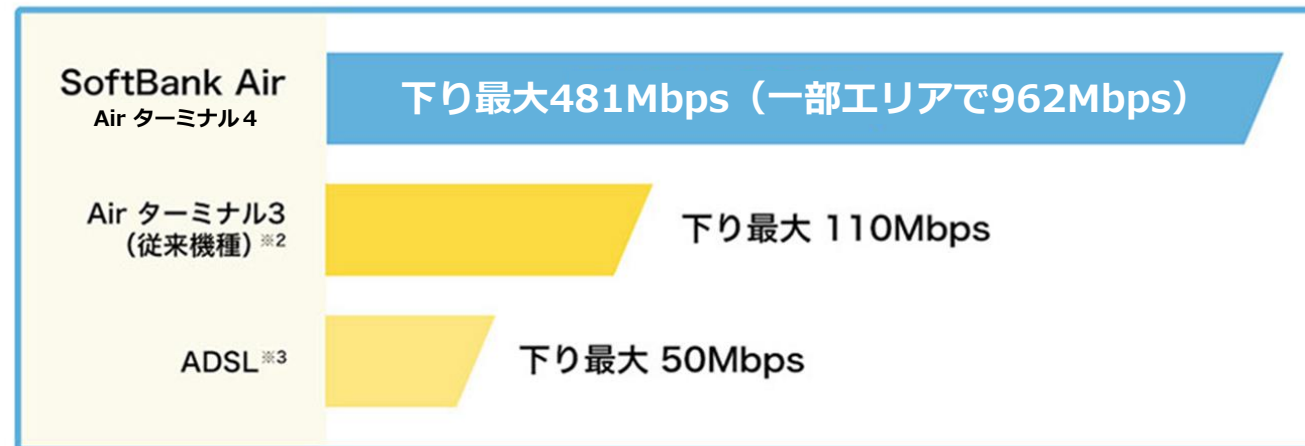 SoftBank Air
Air ターミナル４
下り最大481Mbps（一部エリアで962Mbps）
Air ターミナル3
（従来機種）※2
下り最大 110Mbps
ADSL※3
下り最大 50Mbps